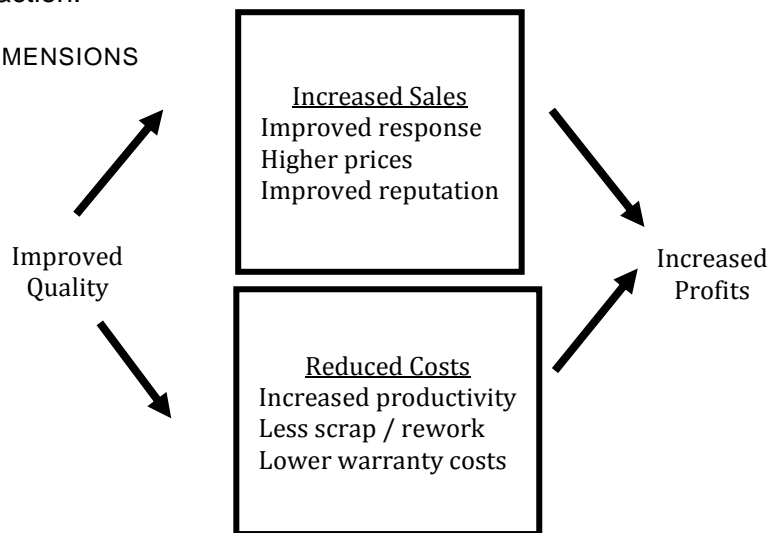 MENSIONS
Increased Sales
Improved response
Higher prices
Improved reputation
Improved
Quality
Increased
Profits
Reduced Costs
Increased productivity
Less scrap / rework
Lower warranty costs